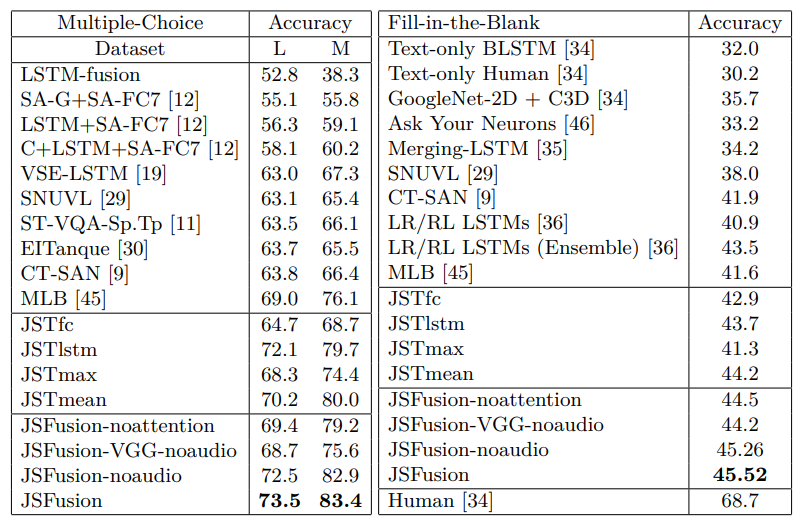 Multiple-Choice Accuracy
Dataset L M
LSTM-fusion 52.8 38.3
SA-G+SA-FC7 [12] 55.1 55.8
LSTM+SA-FC7 [12] 56.3 59.1
C+LSTM+SA-FC7 [12] 58.1 60.2
VSE-LSTM [19] 63.0 67.3
SNUVL [29] 63.1 65.4
ST-VQA-Sp.Tp [11] 63.5 66.1
EITanque [30] 63.7 65.5
CT-SAN [9] 63.8 66.4
MLB [45] 69.0 76.1
JSTfc 64.7 68.7
JSTlstm 72.1 79.7
JSTmax 68.3 74.4
JSTmean 70.2 80.0
JSFusion-noattention 69.4 79.2
JSFusion-VGG-noaudio 68.7 75.6
JSFusion-noaudio 72.5 82.9
JSFusion 73.5 83.4
Fill-in-the-Blank Accuracy
Text-only BLSTM [34] 32.0
Text-only Human [34] 30.2
GoogleNet-2D + C3D [34] 35.7
Ask Your Neurons [46] 33.2
Merging-LSTM [35] 34.2
SNUVL [29] 38.0
CT-SAN [9] 41.9
LR/RL LSTMs [36] 40.9
LR/RL LSTMs (Ensemble) [36] 43.5
MLB [45] 41.6
JSTfc 42.9
JSTlstm 43.7
JSTmax 41.3
JSTmean 44.2
JSFusion-noattention 44.5
JSFusion-VGG-noaudio 44.2
JSFusion-noaudio 45.26
JSFusion 45.52
Human [34] 68.7